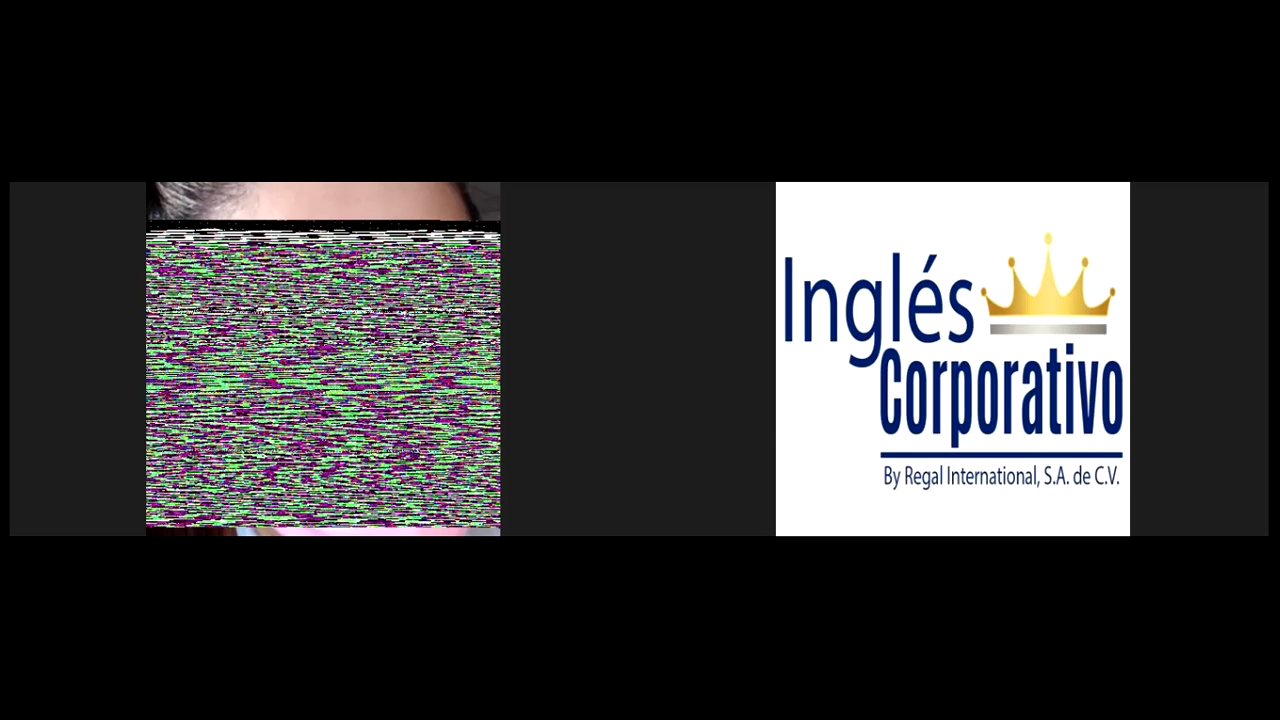 Inglés
Corporativo
By Regal International, S.A. de C.V.